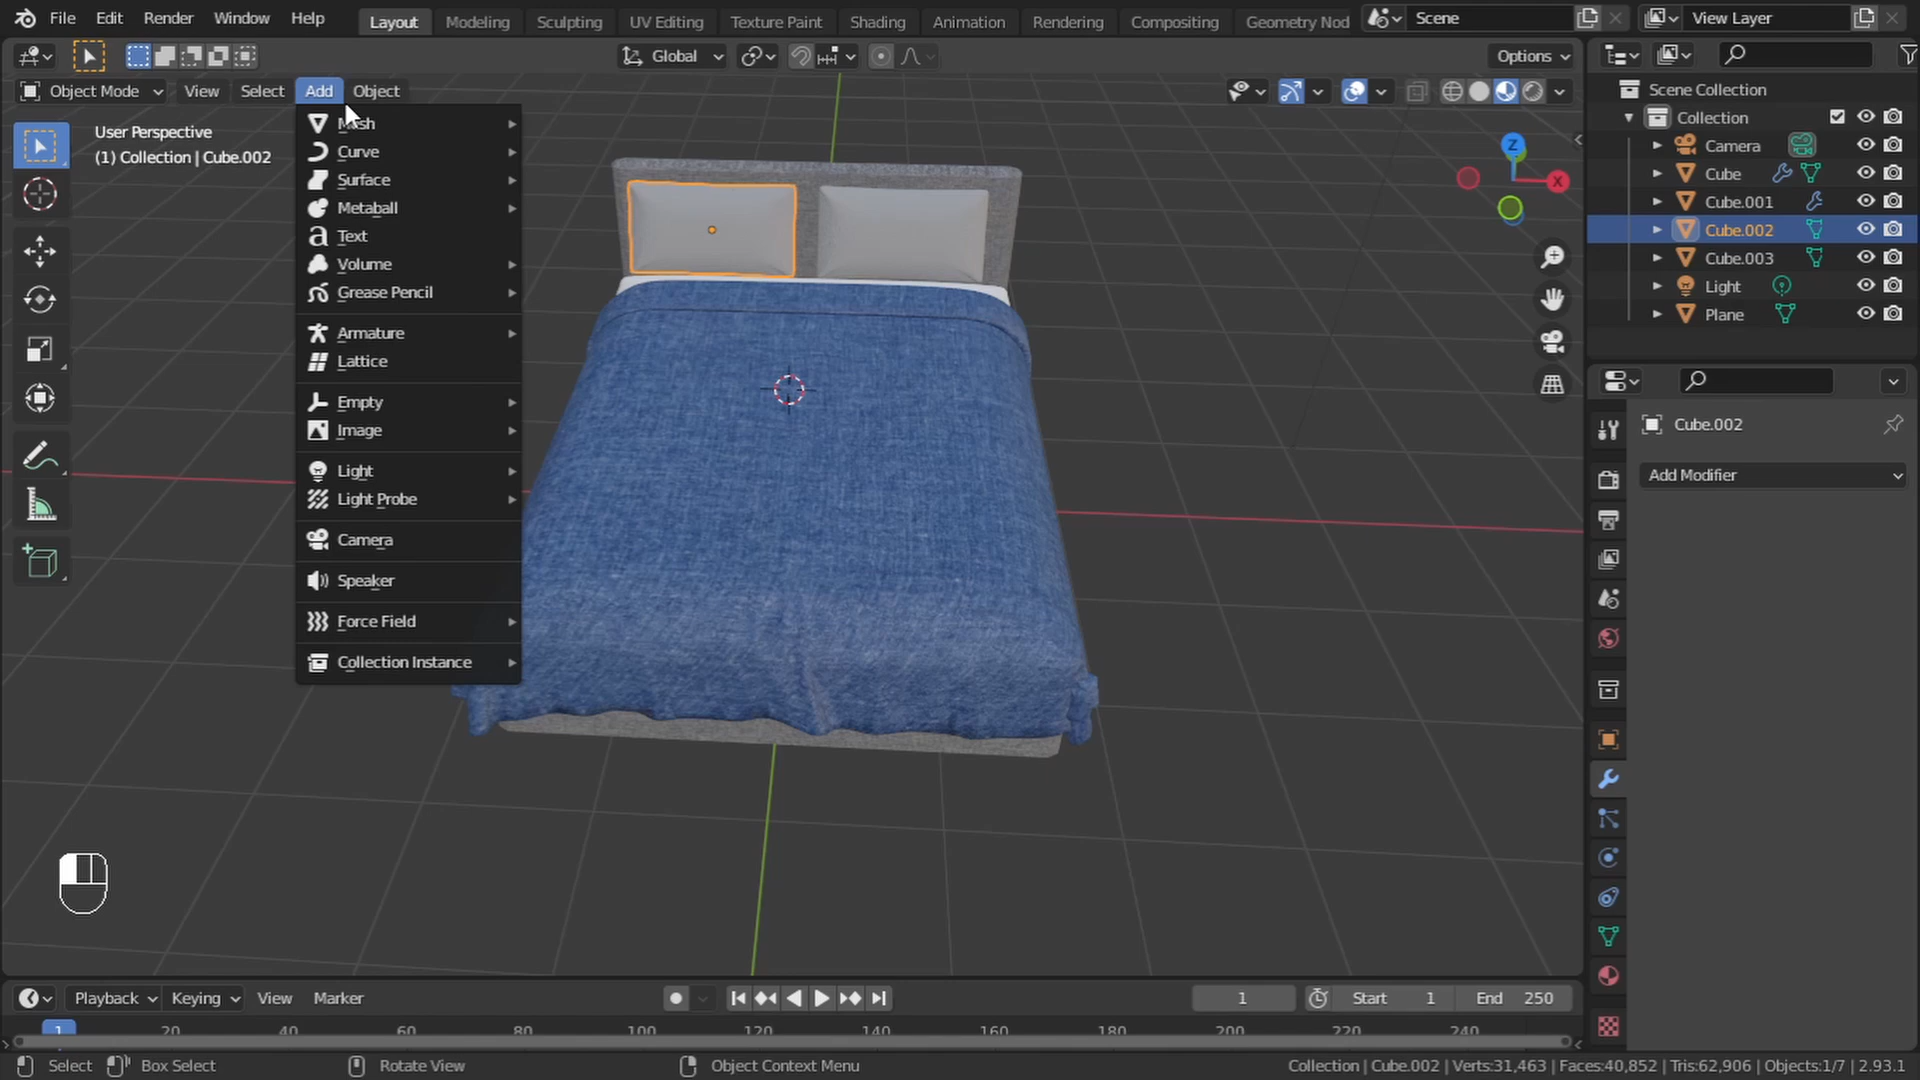 File Edit Render Window Help Layout Modeling Sculpting UV Editing Texture Paint Shading Animation Rendering Compositing Geometry Nod Scene View Layer
Global Options
Object Mode View Select Add Object
User Perspective
(1) Collection | Cube.002
Mesh
Curve
Surface
Metaball
Text
Volume
Grease Pencil
Armature
Lattice
Empty
Image
Light
Light Probe
Camera
Speaker
Force Field
Collection Instance
Z
X
Scene Collection
Collection
Camera
Cube
Cube.001
Cube.002
Cube.003
Light
Plane
Cube.002
Add Modifier
Playback Keying View Marker 1 Start 1 End 250
1 20 40 60 80 100 120 140 160 180 200 220 240
Select Box Select Rotate View Object Context Menu Collection | Cube.002 | Verts:31,463 | Faces:40,852 | Tris:62,906 | Objects:1/7 | 2.93.1